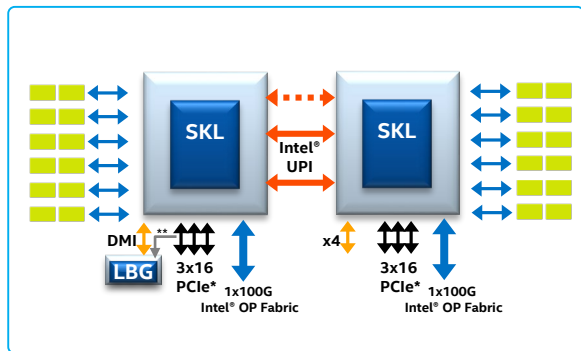 SKL
SKL
Intel®
UPI
DMI
**
LBG
3x16
PCIe*
1x100G
Intel® OP Fabric
x4
3x16
PCIe*
1x100G
Intel® OP Fabric